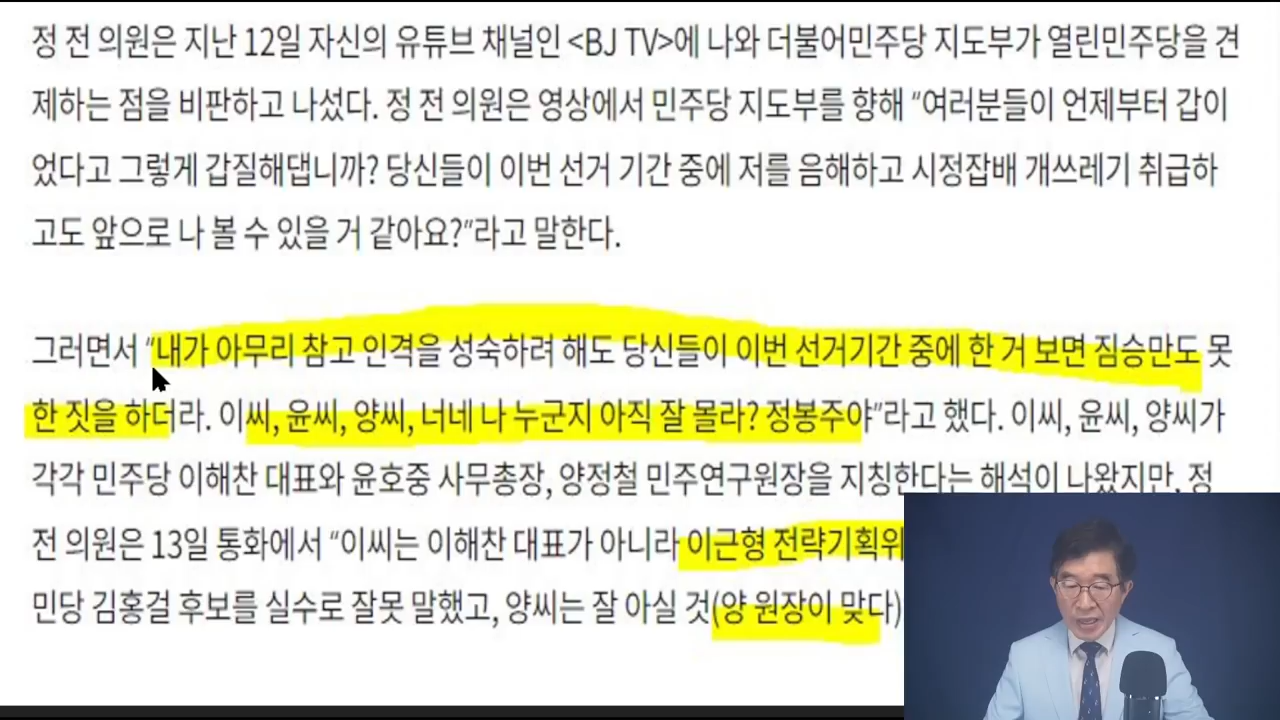 정 전 의원은 지난 12일 자신의 유튜브 채널인 <BJ TV>에 나와 더불어민주당 지도부가 열린민주당을 견
제하는 점을 비판하고 나섰다. 정 전 의원은 영상에서 민주당 지도부를 향해 “여러분들이 언제부터 갑이
었다고 그렇게 갑질해댑니까? 당신들이 이번 선거 기간 중에 저를 음해하고 시정잡배 개쓰레기 취급하
고도 앞으로 나 볼 수 있을 거 같아요?”라고 말한다.
그러면서 “내가 아무리 참고 인격을 성숙하려 해도 당신들이 이번 선거기간 중에 한 거 보면 짐승만도 못
한 짓을 하더라. 이씨, 윤씨, 양씨, 너네 나 누군지 아직 잘 몰라? 정봉주야”라고 했다. 이씨, 윤씨, 양씨가
각각 민주당 이해찬 대표와 윤호중 사무총장, 양정철 민주연구원장을 지칭한다는 해석이 나왔지만, 정
전 의원은 13일 통화에서 “이씨는 이해찬 대표가 아니라 이근형 전략기획위
민당 김홍걸 후보를 실수로 잘못 말했고, 양씨는 잘 아실 것(양 원장이 맞다)